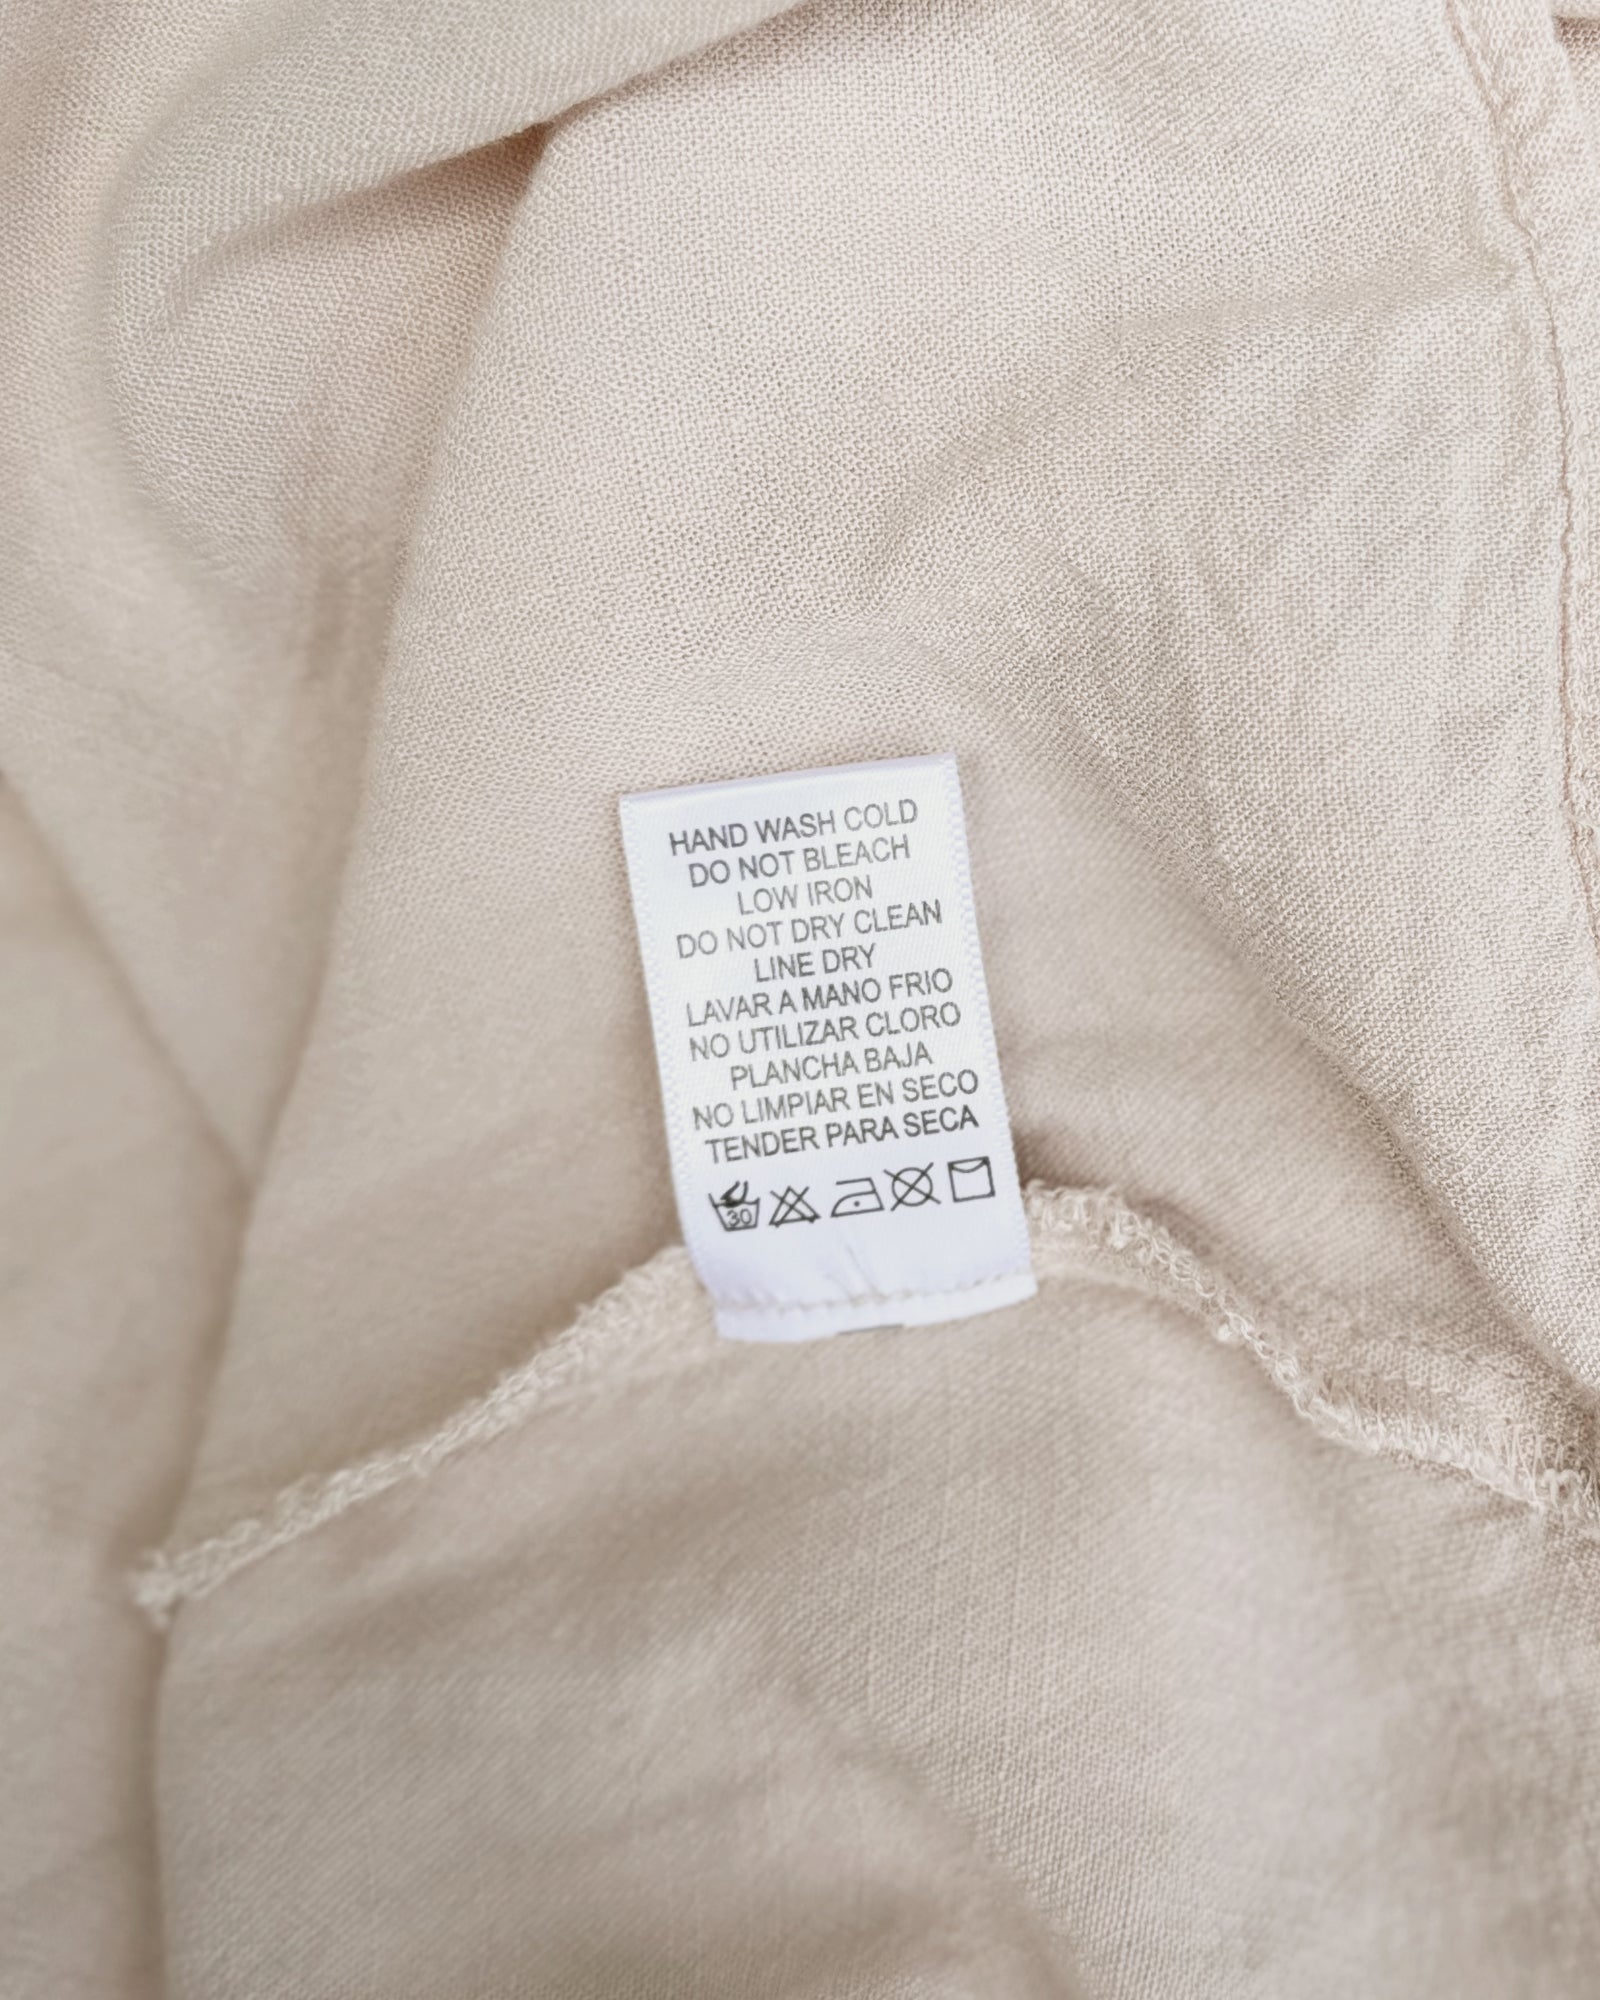 HAND WASH COLD
DO NOT BLEACH
LOW IRON
DO NOT DRY CLEAN
LINE DRY
LAVAR A MANO FRIO
NO UTILIZAR CLORO
PLANCHA BAJA
NO LIMPIAR EN SECO
TENDER PARA SECA
30